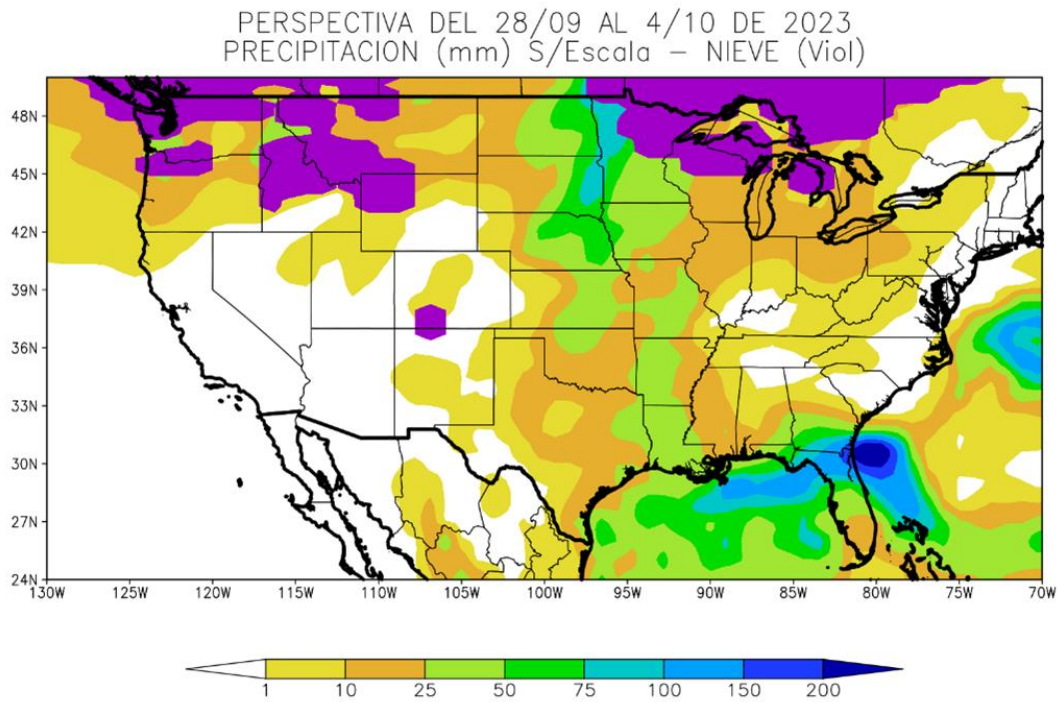 PERSPECTIVA DEL 28/09 AL 4/10 DE 2023
PRECIPITACION (mm) S/Escala – NIEVE (Viol)
48N
45N
42N
39N
36N
33N
30N
27N
24N
130W 125W 120W 115W 110W 105W 100W 95W 90W 85W 80W 75W 70W
1 10 25 50 75 100 150 200